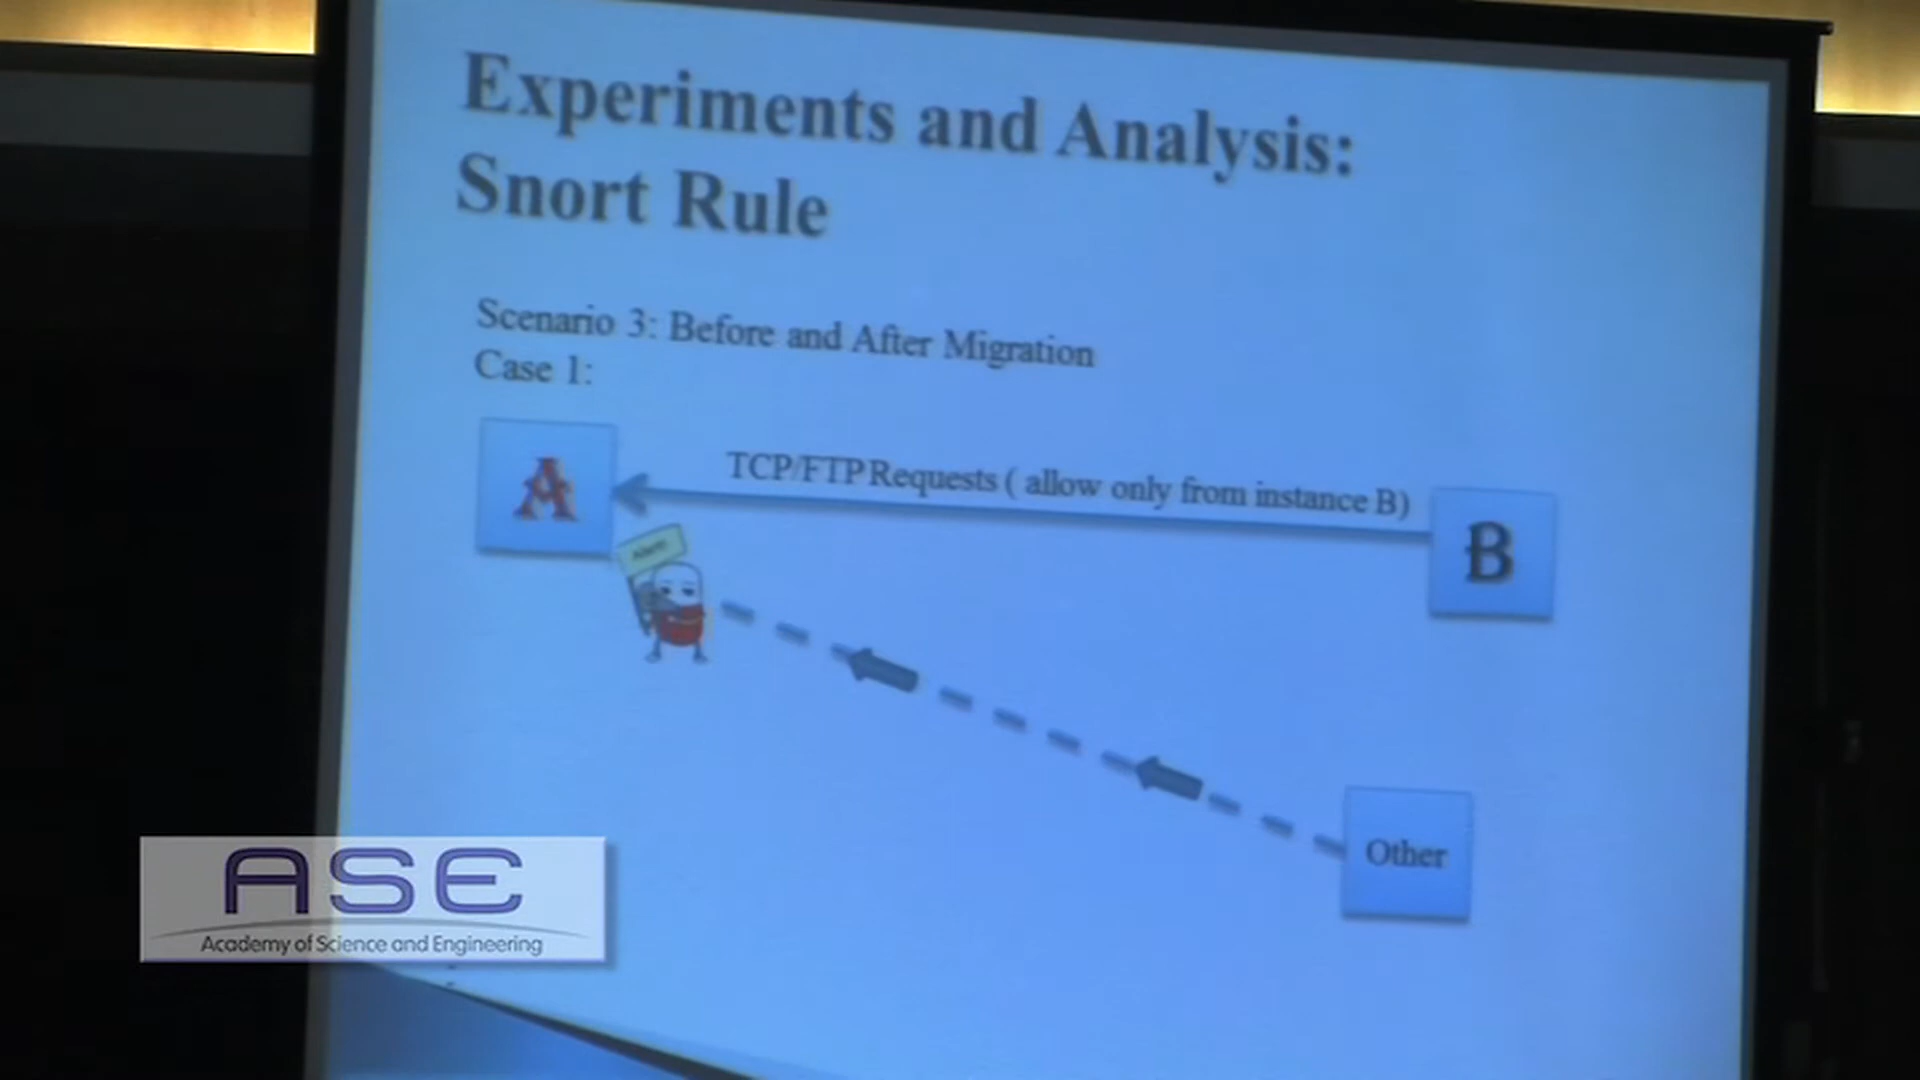 Experiments and Analysis:
Snort Rule
Scenario 3: Before and After Migration
Case 1:
A
TCP/FTP Requests ( allow only from instance B)
B
Other
ASE
Academy of Science and Engineering